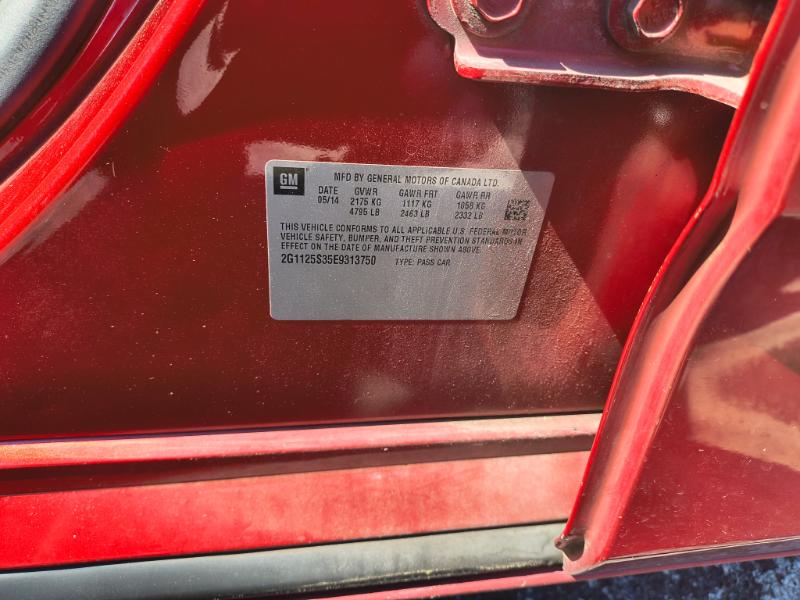 GM
MFD BY GENERAL MOTORS OF CANADA LTD.
DATE GVWR GAWR FRT GAWR RR
05/14 2175 KG 1117 KG 1058 KG
4795 LB 2463 LB 2332 LB
THIS VEHICLE CONFORMS TO ALL APPLICABLE U.S. FEDERAL MOTOR
VEHICLE SAFETY, BUMPER, AND THEFT PREVENTION STANDARDS IN
EFFECT ON THE DATE OF MANUFACTURE SHOWN ABOVE.
2G1125S35E9313750 TYPE: PASS CAR